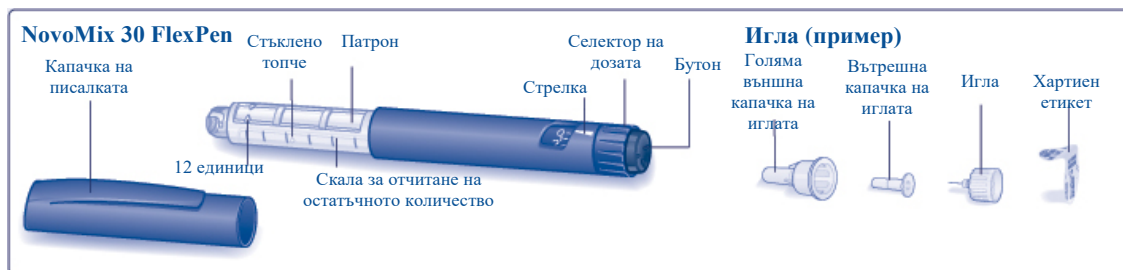 NovoMix 30 FlexPen
Капачка на
писалката
Стъклено
топче
Патрон
Стрелка
Селектор на
дозата
Бутон
12 единици
Скала за отчитане на
остатъчното количество
Игла (пример)
Голяма
външна
капачка на
иглата
Вътрешна
капачка на
иглата
Игла
Хартиен
етикет